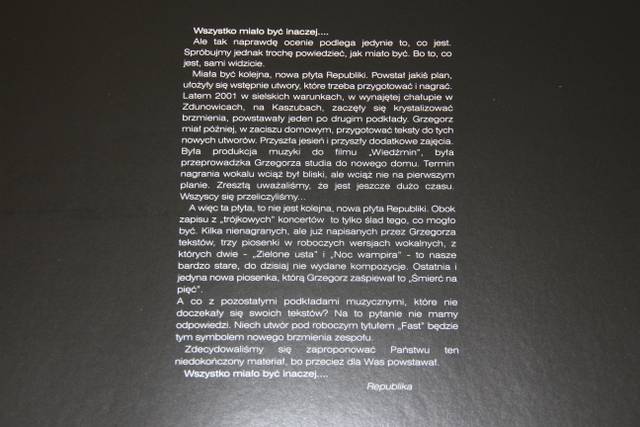 Wszystko miało być inaczej....
Ale tak naprawdę ocenie podlega jedynie to, co jest.
Spróbujmy jednak trochę powiedzieć, jak miało być. Bo to, co
jest, sami widzicie.
Miała być kolejna, nowa płyta Republiki. Powstał jakiś plan,
ułożyły się wstępnie utwory, które trzeba przygotować i nagrać.
Latem 2001 w sielskich warunkach, w wynajętej chałupie w
Zdunowicach, na Kaszubach, zaczęły się krystalizować
brzmienia, powstawały jeden po drugim podkłady. Grzegorz
miał później, w zaciszu domowym, przygotować teksty do tych
nowych utworów. Przyszła jesień i przyszły dodatkowe zajęcia.
Była produkcja muzyki do filmu „Wiedźmin”, była
przeprowadzka Grzegorza studia do nowego domu. Termin
nagrania wokalu wciąż był bliski, ale wciąż nie na pierwszym
planie. Zresztą uważaliśmy, że jest jeszcze dużo czasu.
Wszyscy się przeliczyliśmy...
A więc ta płyta, to nie jest kolejna, nowa płyta Republiki. Obok
zapisu z „trójkowych” koncertów to tylko ślad tego, co mogło
być. Kilka nienagranych, ale już napisanych przez Grzegorza
tekstów, trzy piosenki w roboczych wersjach wokalnych, z
których dwie - „Zielone usta” i „Noc wampira” - to nasze
bardzo stare, do dzisiaj nie wydane kompozycje. Ostatnia i
jedyna nowa piosenka, którą Grzegorz zaśpiewał to „Śmierć na
pięć”.
A co z pozostałymi podkładami muzycznymi, które nie
doczekały się swoich tekstów? Na to pytanie nie mamy
odpowiedzi. Niech utwór pod roboczym tytułem „Fast” będzie
tym symbolem nowego brzmienia zespołu.
Zdecydowaliśmy się zaproponować Państwu ten
niedokończony materiał, bo przecież dla Was powstawał.
Wszystko miało być inaczej....
Republika